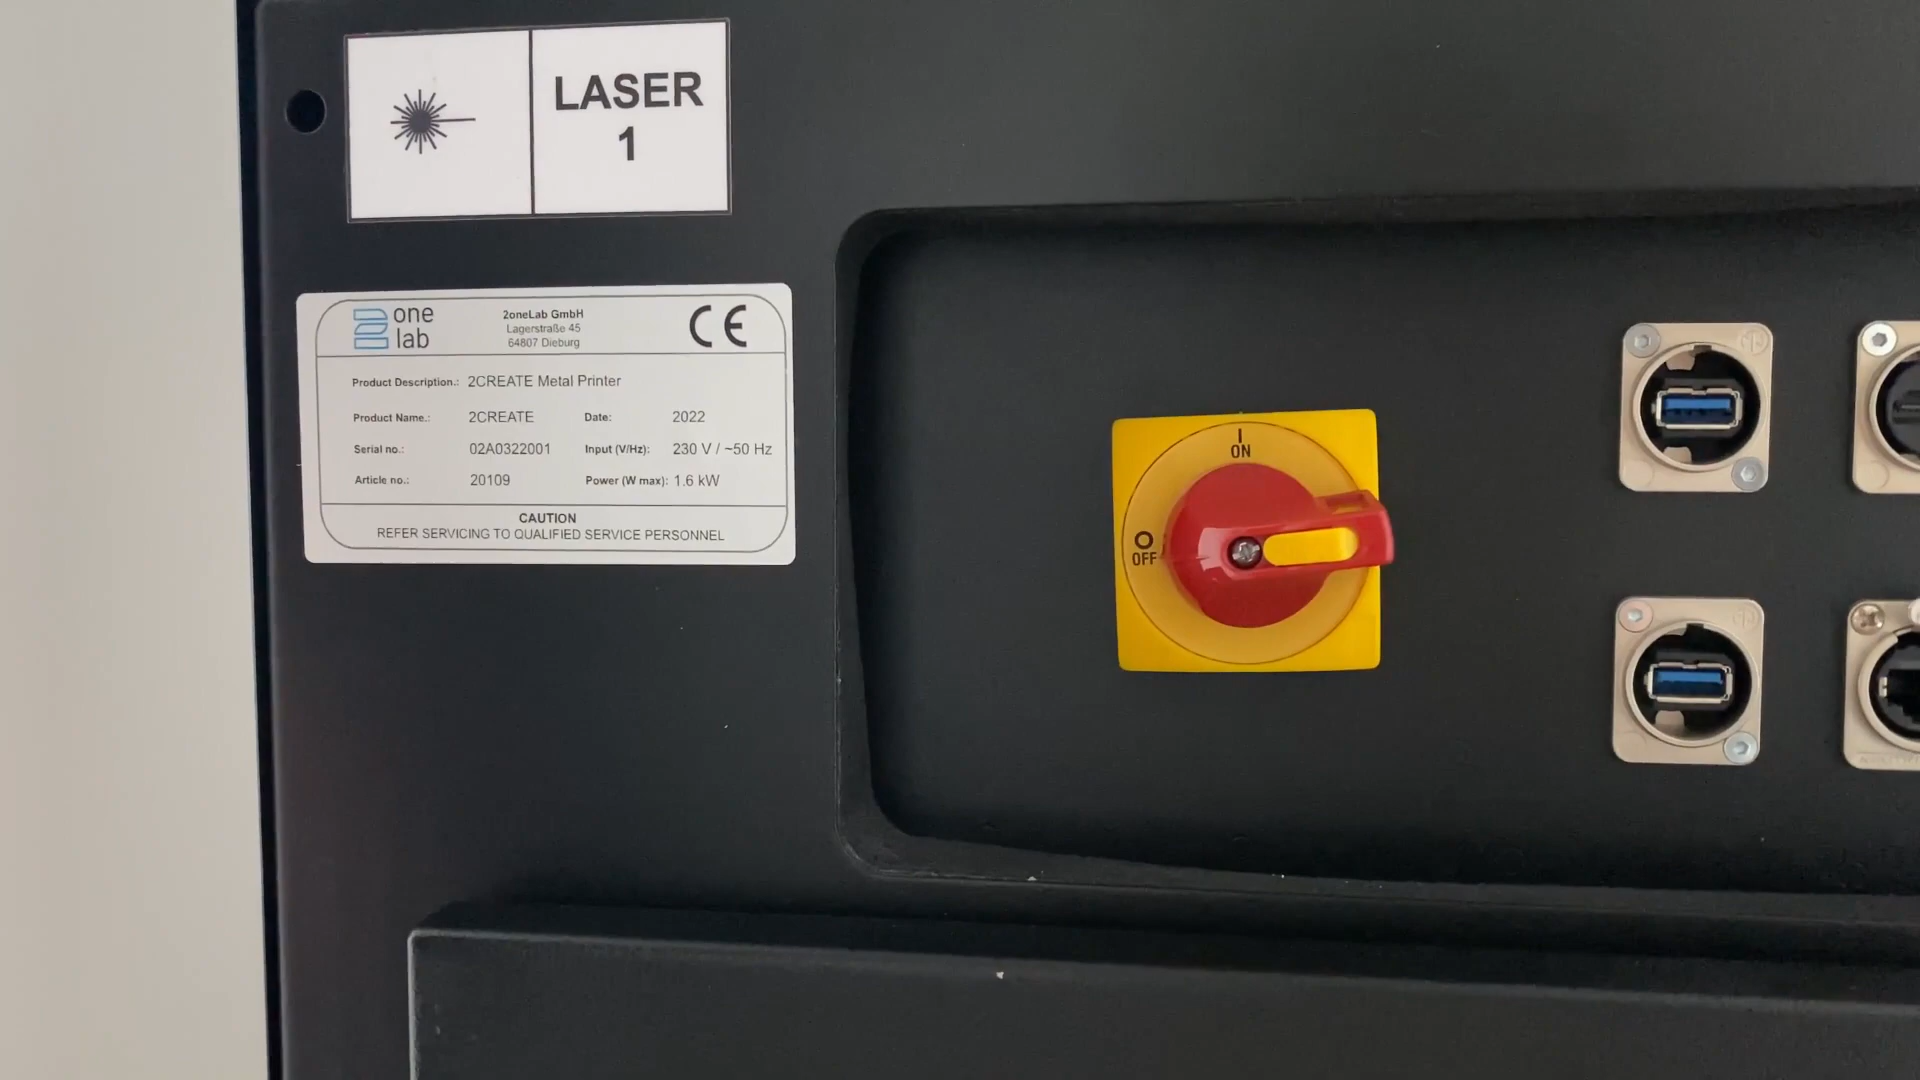 LASER
1
one
lab
2oneLab GmbH
Lagerstraße 45
64807 Dieburg
CE
Product Description.: 2CREATE Metal Printer
Product Name.: 2CREATE Date: 2022
Serial no.: 02A0322001 Input (V/Hz): 230 V / ~50 Hz
Article no.: 20109 Power (W max): 1.6 kW
CAUTION
REFER SERVICING TO QUALIFIED SERVICE PERSONNEL
I
ON
O
OFF